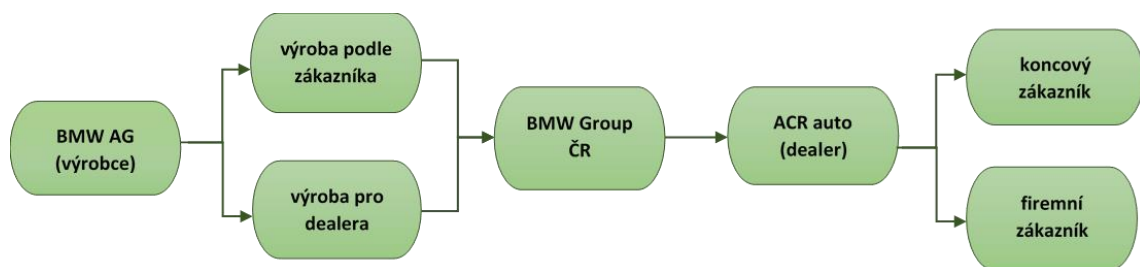 BMW AG
(výrobce)
výroba podle
zákazníka
výroba pro
dealera
BMW Group
ČR
ACR auto
(dealer)
koncový
zákazník
firemní
zákazník